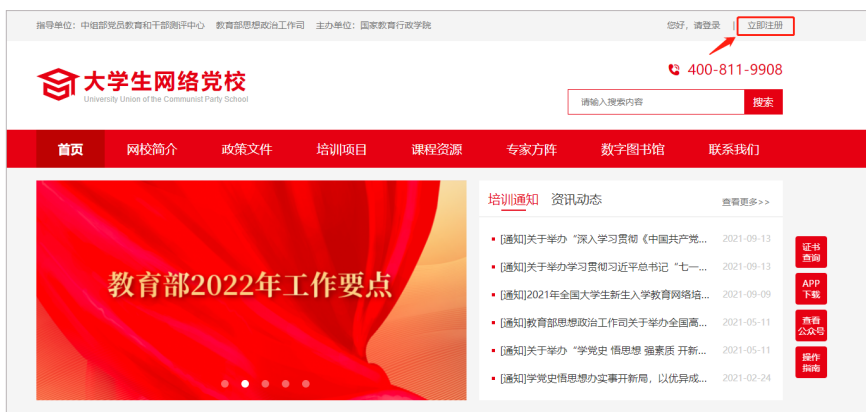 指导单位：中组部党员教育和干部测评中心 教育部思想政治工作司 主办单位：国家教育行政学院
您好，请登录 | 立即注册
大学生网络党校
University Union of the Communist Party School
400-811-9908
请输入搜索内容 搜索
首页 网校简介 政策文件 培训项目 课程资源 专家方阵 数字图书馆 联系我们
教育部2022年工作要点
培训通知 资讯动态 查看更多>>
[通知]关于举办“深入学习贯彻《中国共产党... 2021-09-13
[通知]关于举办学习贯彻习近平总书记“七一... 2021-09-13
[通知]2021年全国大学生新生入学教育网络培... 2021-09-09
[通知]教育部思想政治工作司关于举办全国高... 2021-05-11
[通知]关于举办“学党史 悟思想 强素质 开新... 2021-05-11
[通知]学党史悟思想办实事开新局，以优异成... 2021-02-24
证书
查询
APP
下载
查看
公众号
操作
指南